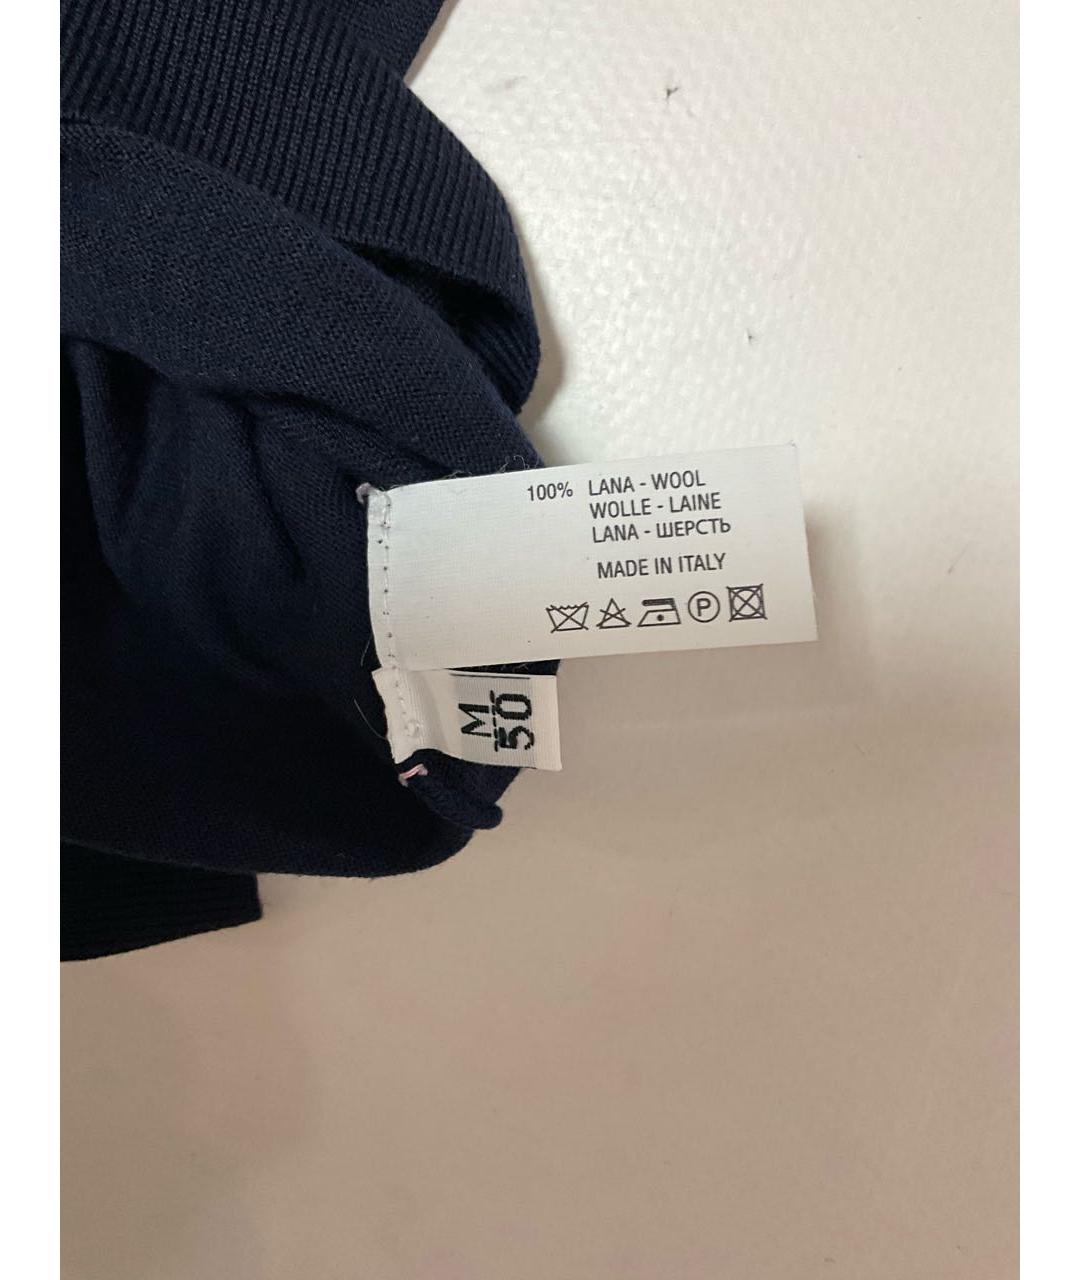 100% LANA - WOOL
WOLLE - LAINE
LANA - ШЕРСТЬ
MADE IN ITALY
P
M
50